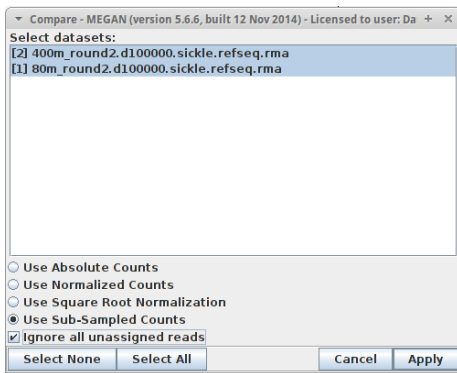 Compare - MEGAN (version 5.6.6, built 12 Nov 2014) - Licensed to user: Da
Select datasets:
[2] 400m_round2.d100000.sickle.refseq.rma
[1] 80m_round2.d100000.sickle.refseq.rma
Use Absolute Counts
Use Normalized Counts
Use Square Root Normalization
Use Sub-Sampled Counts
Ignore all unassigned reads
Select None Select All Cancel Apply